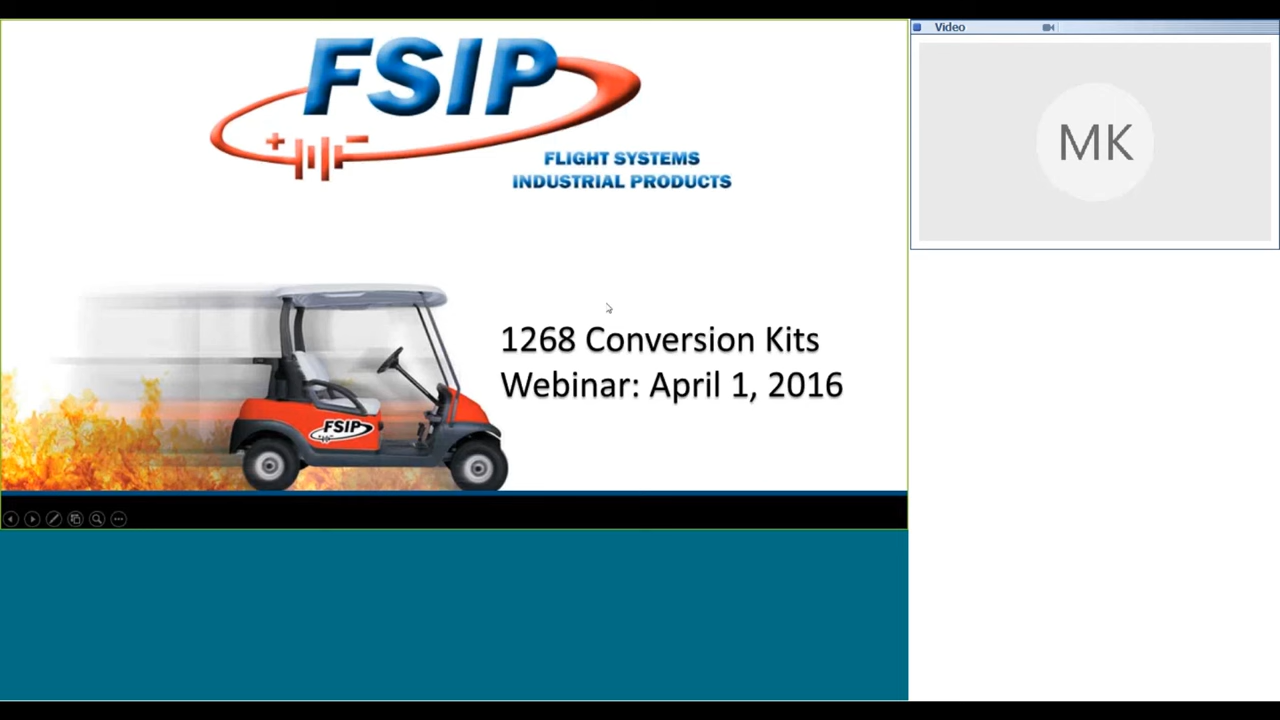 Video
FSIP
+ -
FLIGHT SYSTEMS
INDUSTRIAL PRODUCTS
MK
1268 Conversion Kits
Webinar: April 1, 2016
FSIP